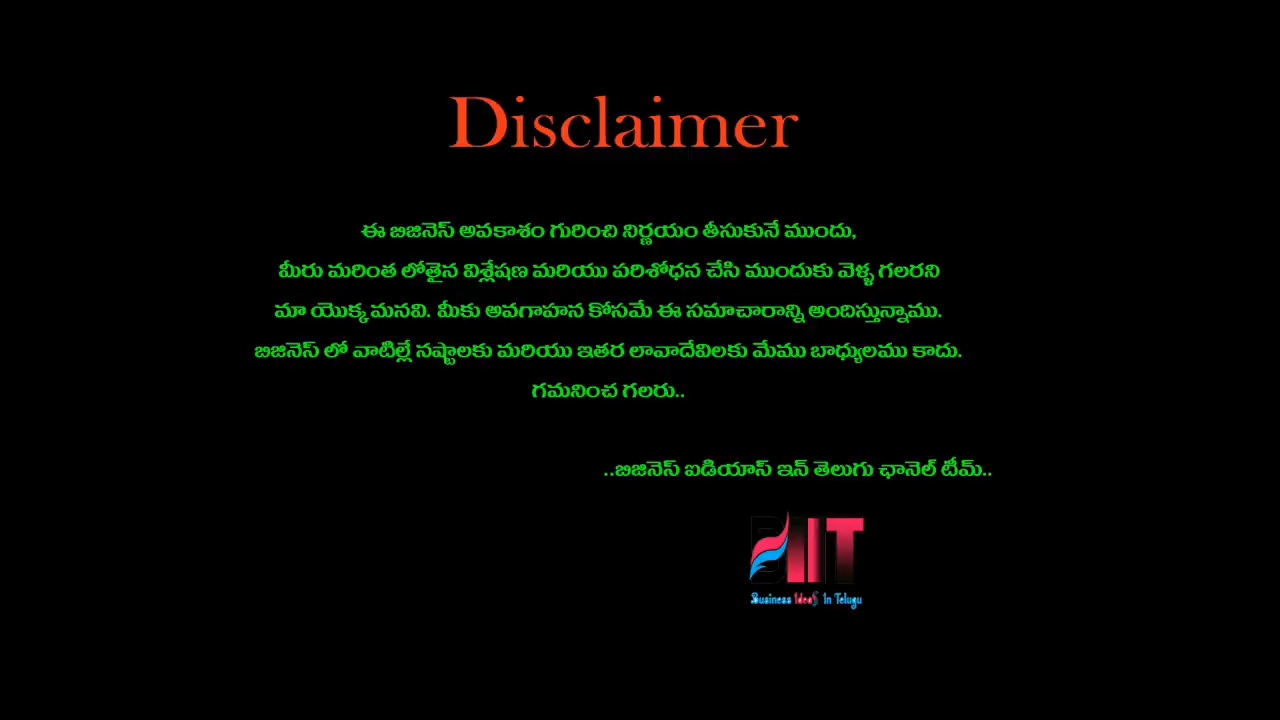 Disclaimer
ఈ బిజినెస్ అవకాశం గురించి నిర్ణయం తీసుకునే ముందు,
మీరు మరింత లోతైన విశ్లేషణ మరియు పరిశోధన చేసి ముందుకు వెళ్ళ గలరని
మా యొక్క మనవి. మీకు అవగాహన కోసమే ఈ సమాచారాన్ని అందిస్తున్నాము.
బిజినెస్ లో వాటిల్లే నష్టాలకు మరియు ఇతర లావాదేవిలకు మేము బాధ్యులము కాదు.
గమనించ గలరు..
..బిజినెస్ ఐడియాస్ ఇన్ తెలుగు ఛానెల్ టీమ్..
BIIT
Business IdeaS In Telugu